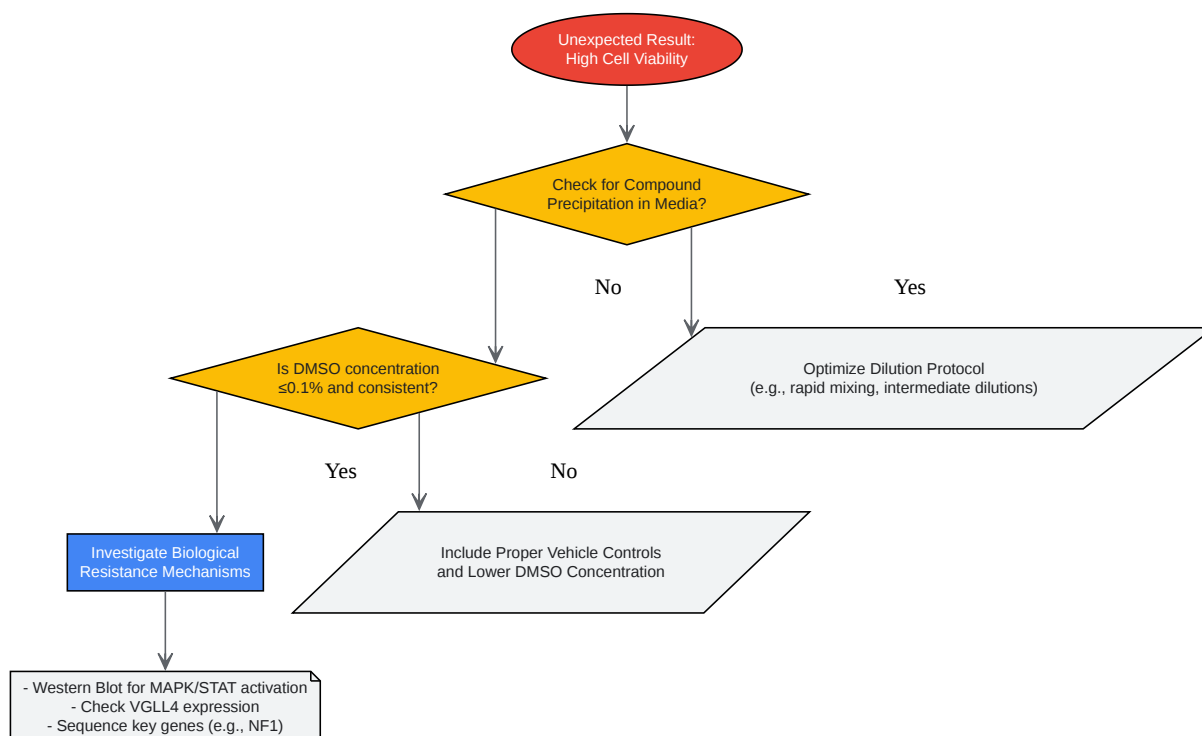 Unexpected Result:
High Cell Viability
Check for Compound
Precipitation in Media?
No
Yes
Is DMSO concentration
≤0.1% and consistent?
Optimize Dilution Protocol
(e.g., rapid mixing, intermediate dilutions)
Yes
No
Investigate Biological
Resistance Mechanisms
Include Proper Vehicle Controls
and Lower DMSO Concentration
- Western Blot for MAPK/STAT activation
- Check VGLL4 expression
- Sequence key genes (e.g., NF1)